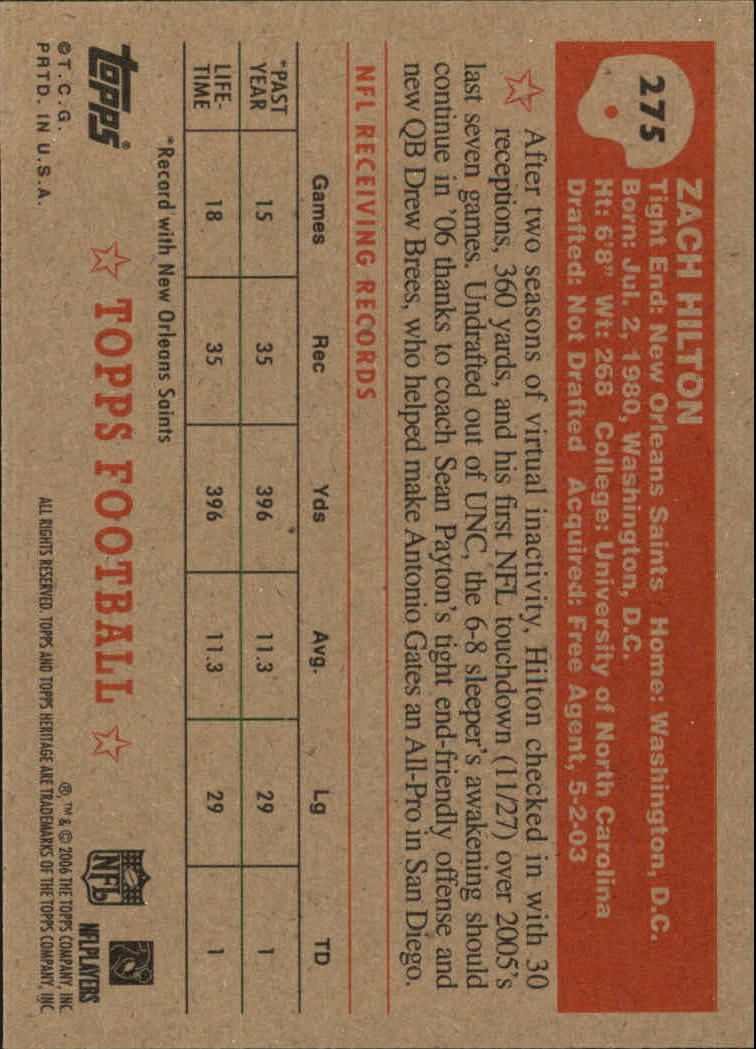 275
ZACH HILTON
Tight End: New Orleans Saints Home: Washington, D.C.
Born: Jul. 2, 1980, Washington, D.C.
Ht: 6'8" Wt: 268 College: University of North Carolina
Drafted: Not Drafted Acquired: Free Agent, 5-2-03
After two seasons of virtual inactivity, Hilton checked in with 30
receptions, 360 yards, and his first NFL touchdown (11/27) over 2005's
last seven games. Undrafted out of UNC, the 6-8 sleeper's awakening should
continue in '06 thanks to coach Sean Payton's tight end-friendly offense and
new QB Drew Brees, who helped make Antonio Gates an All-Pro in San Diego.
NFL RECEIVING RECORDS
Games Rec Yds Avg. Lg TD
*PAST YEAR 15 35 396 11.3 29 1
LIFE-TIME 18 35 396 11.3 29 1
*Record with New Orleans Saints
topps®
©T.C.G.
PRTD. IN U.S.A.
TOPPS FOOTBALL
NFL
NFLPLAYERS
®, ™ & © 2006 THE TOPPS COMPANY, INC.
ALL RIGHTS RESERVED. TOPPS AND TOPPS HERITAGE ARE TRADEMARKS OF THE TOPPS COMPANY, INC